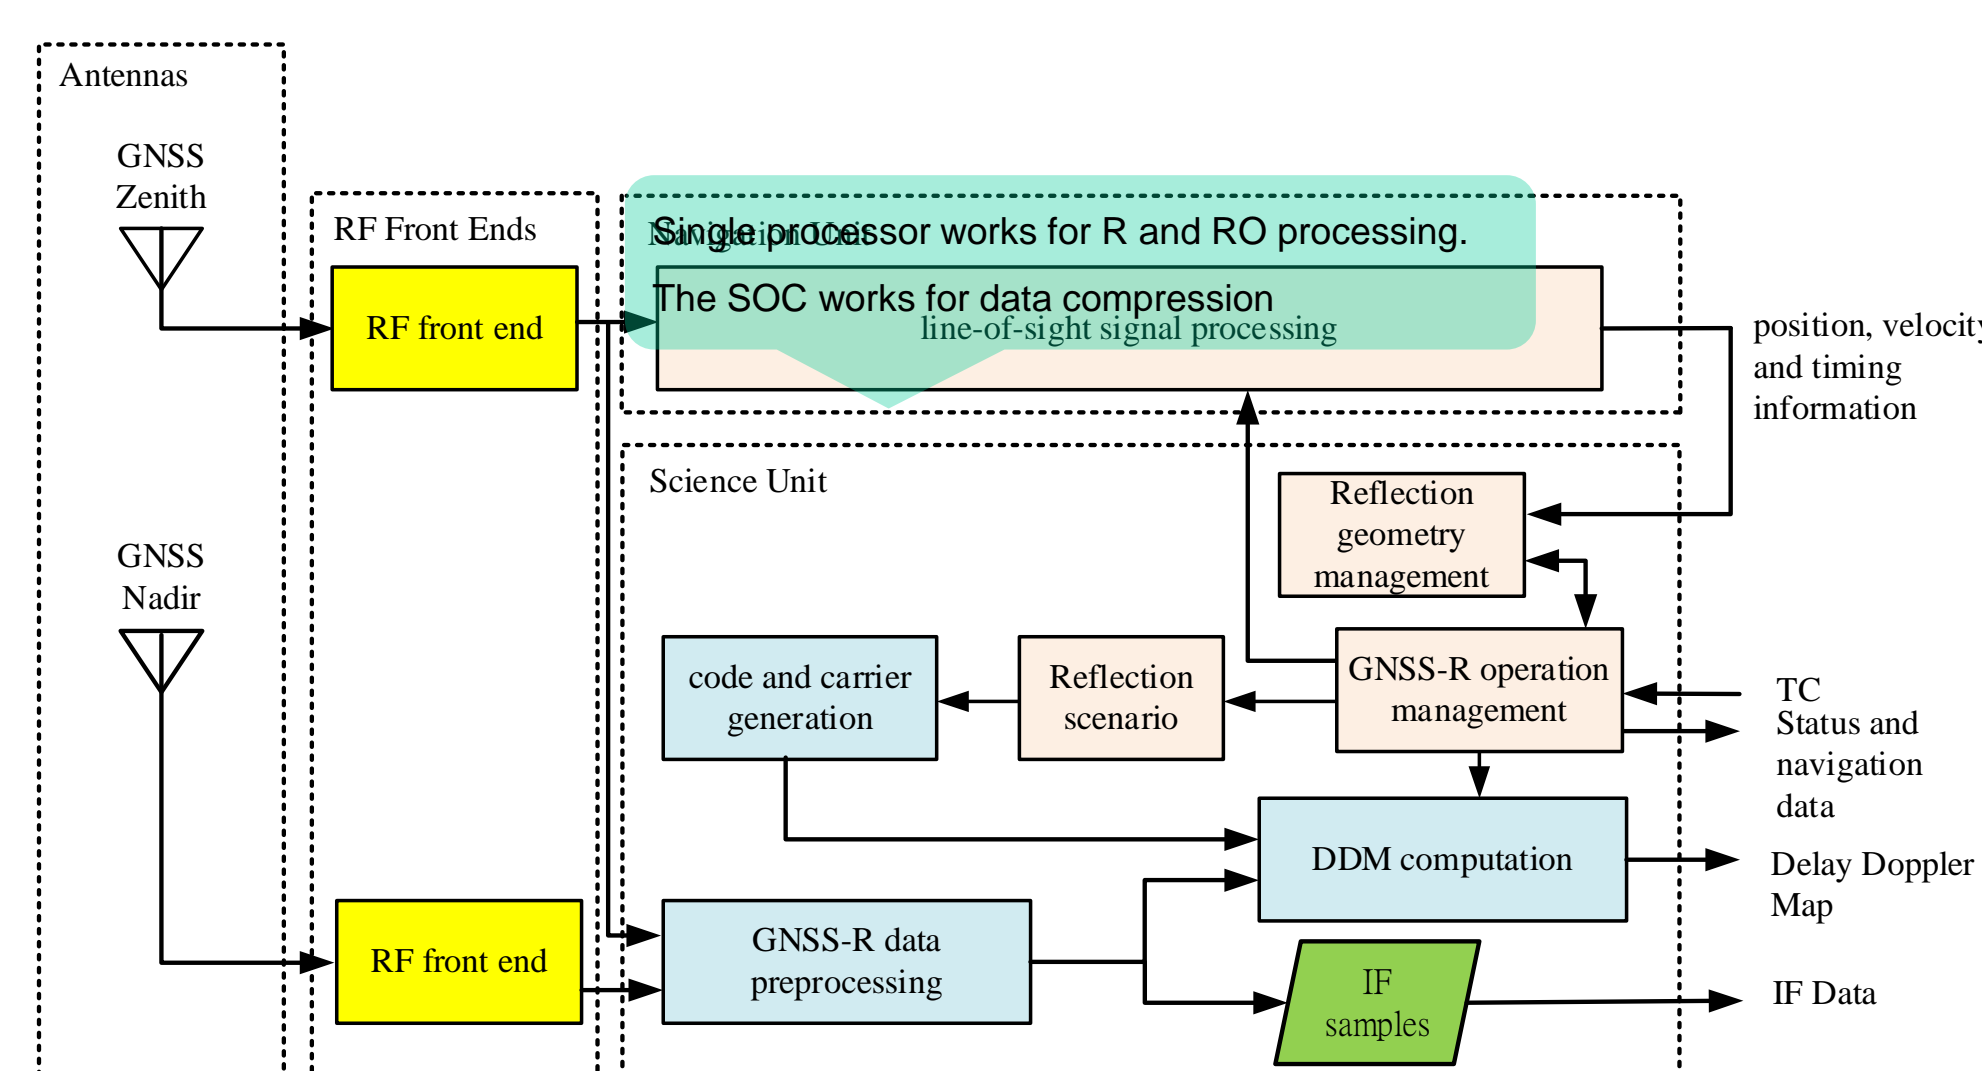 Antennas
GNSS
Zenith
RF Front Ends
RF front end
Navigation Unit
Single processor works for R and RO processing.
The SOC works for data compression
line-of-sight signal processing
position, velocity
and timing
information
Science Unit
Reflection
geometry
management
GNSS
Nadir
code and carrier
generation
Reflection
scenario
GNSS-R operation
management
TC
Status and
navigation
data
DDM computation
Delay Doppler
Map
RF front end
GNSS-R data
preprocessing
IF
samples
IF Data